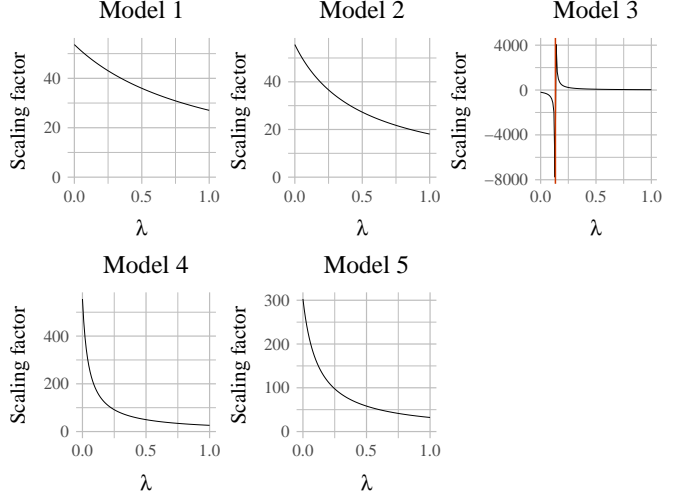 Model 1
Scaling factor
40
20
0
0.0 0.5 1.0
λ
Model 2
Scaling factor
40
20
0
0.0 0.5 1.0
λ
Model 3
Scaling factor
4000
0
−4000
−8000
0.0 0.5 1.0
λ
Model 4
Scaling factor
400
200
0
0.0 0.5 1.0
λ
Model 5
Scaling factor
300
200
100
0
0.0 0.5 1.0
λ